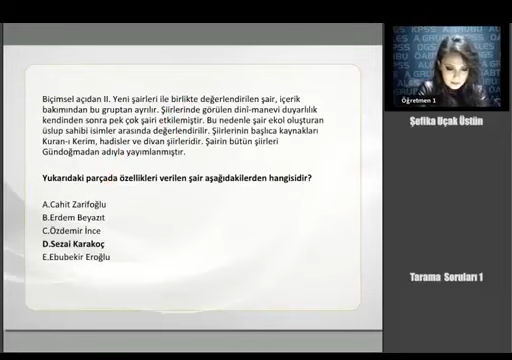 Biçimsel açıdan II. Yeni şairleri ile birlikte değerlendirilen şair, içerik
bakımından bu gruptan ayrılır. Şiirlerinde görülen dinî-manevi duyarlılık
kendinden sonra pek çok şairi etkilemiştir. Bu nedenle şair ekol oluşturan
üslup sahibi isimler arasında değerlendirilir. Şiirlerinin başlıca kaynakları
Kuran-ı Kerim, hadisler ve divan şiirleridir. Şairin bütün şiirleri
Gündoğmadan adıyla yayımlanmıştır.
Yukarıdaki parçada özellikleri verilen şair aşağıdakilerden hangisidir?
A.Cahit Zarifoğlu
B.Erdem Beyazıt
C.Özdemir İnce
D.Sezai Karakoç
E.Ebubekir Eroğlu
Öğretmen 1
Şefika Uçak Üstün
Tarama Soruları 1